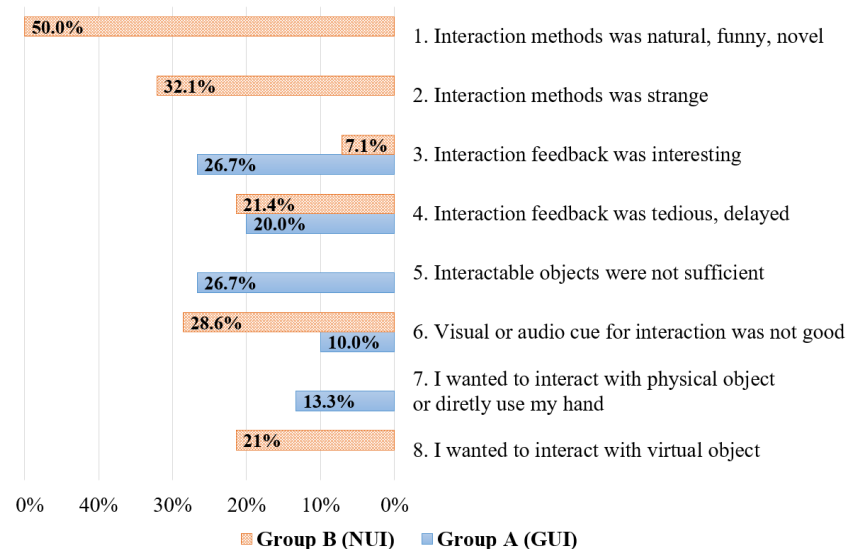 50.0%
1. Interaction methods was natural, funny, novel
32.1%
2. Interaction methods was strange
7.1%
26.7%
3. Interaction feedback was interesting
21.4%
20.0%
4. Interaction feedback was tedious, delayed
26.7%
5. Interactable objects were not sufficient
28.6%
10.0%
6. Visual or audio cue for interaction was not good
13.3%
7. I wanted to interact with physical object
or diretly use my hand
21%
8. I wanted to interact with virtual object
0% 40% 30% 20% 10% 0%
Group B (NUI) Group A (GUI)